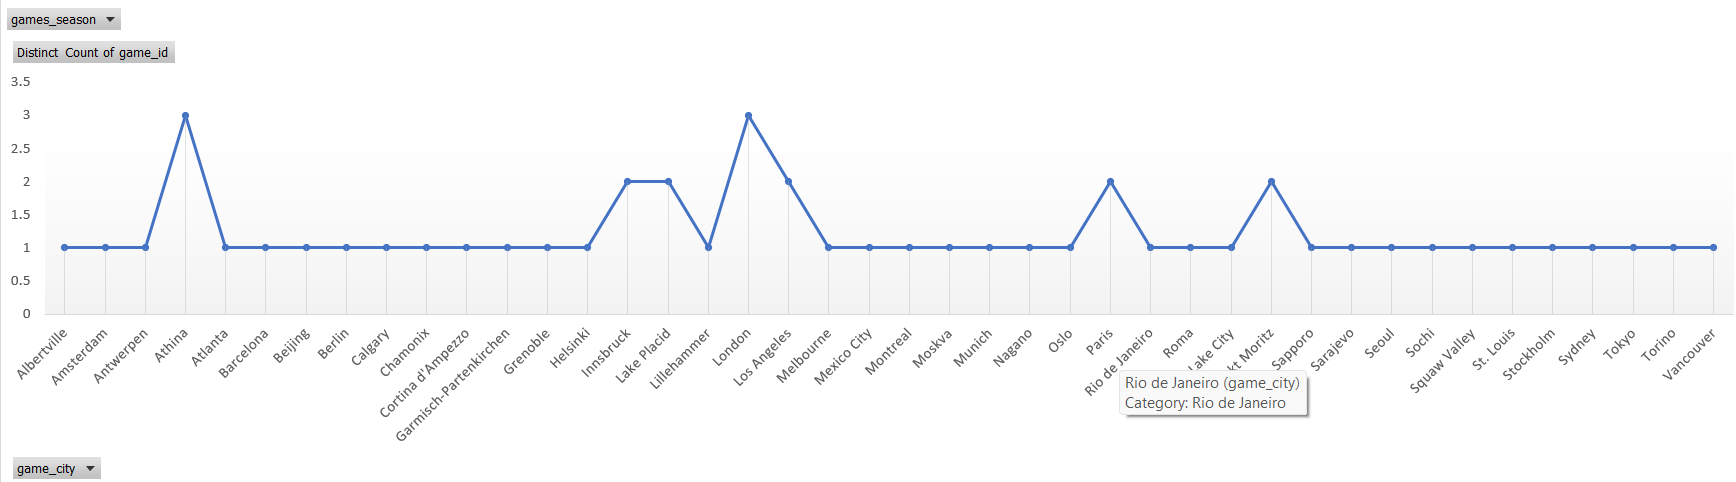 games_season
Distinct Count of game_id
3.5
3
2.5
2
1.5
1
0.5
0
Albertville
Amsterdam
Antwerpen
Athina
Atlanta
Barcelona
Beijing
Berlin
Calgary
Chamonix
Cortina d'Ampezzo
Garmisch-Partenkirchen
Grenoble
Helsinki
Innsbruck
Lake Placid
Lillehammer
London
Los Angeles
Melbourne
Mexico City
Montreal
Moskva
Munich
Nagano
Oslo
Paris
Rio de Janeiro
Roma
Lake City
Moritz
Sapporo
Sarajevo
Seoul
Sochi
Squaw Valley
St. Louis
Stockholm
Sydney
Tokyo
Torino
Vancouver
Rio de Janeiro (game_city)
Category: Rio de Janeiro
game_city